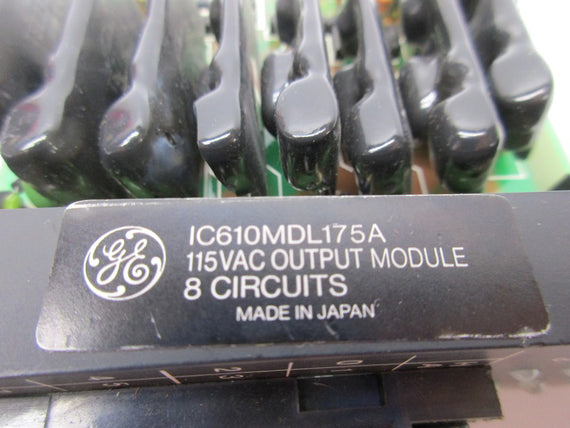 GE
IC610MDL175A
115VAC OUTPUT MODULE
8 CIRCUITS
MADE IN JAPAN